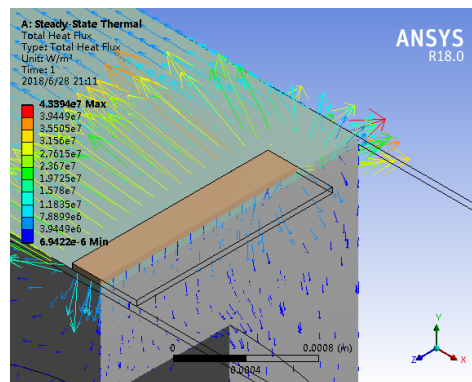 A: Steady-State Thermal
Total Heat Flux
Type: Total Heat Flux
Unit: W/m²
Time: 1
2018/6/28 21:11
ANSYS
R18.0
4.3394e7 Max
3.9449e7
3.5505e7
3.156e7
2.7615e7
2.367e7
1.9725e7
1.578e7
1.1835e7
7.8899e6
3.9449e6
6.9422e-6 Min
0
0.0008 (m)
0.0004
Y
Z
X